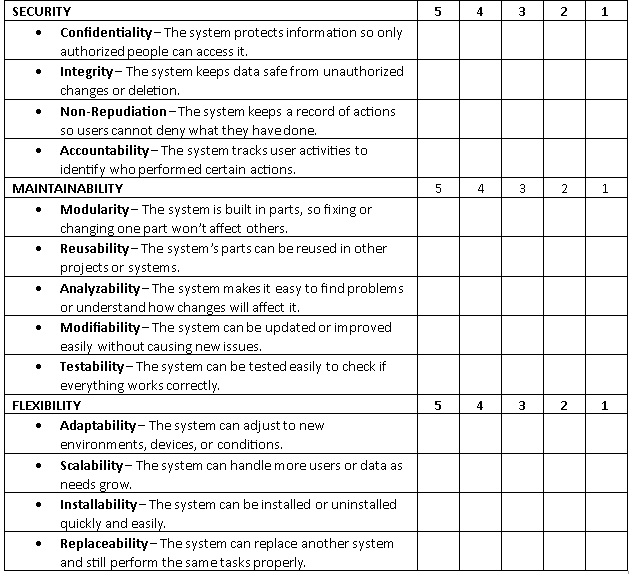 SECURITY 5 4 3 2 1
• Confidentiality – The system protects information so only
authorized people can access it.
• Integrity – The system keeps data safe from unauthorized
changes or deletion.
• Non-Repudiation – The system keeps a record of actions
so users cannot deny what they have done.
• Accountability – The system tracks user activities to
identify who performed certain actions.
MAINTAINABILITY 5 4 3 2 1
• Modularity – The system is built in parts, so fixing or
changing one part won’t affect others.
• Reusability – The system’s parts can be reused in other
projects or systems.
• Analyzability – The system makes it easy to find problems
or understand how changes will affect it.
• Modifiability – The system can be updated or improved
easily without causing new issues.
• Testability – The system can be tested easily to check if
everything works correctly.
FLEXIBILITY 5 4 3 2 1
• Adaptability – The system can adjust to new
environments, devices, or conditions.
• Scalability – The system can handle more users or data as
needs grow.
• Installability – The system can be installed or uninstalled
quickly and easily.
• Replaceability – The system can replace another system
and still perform the same tasks properly.